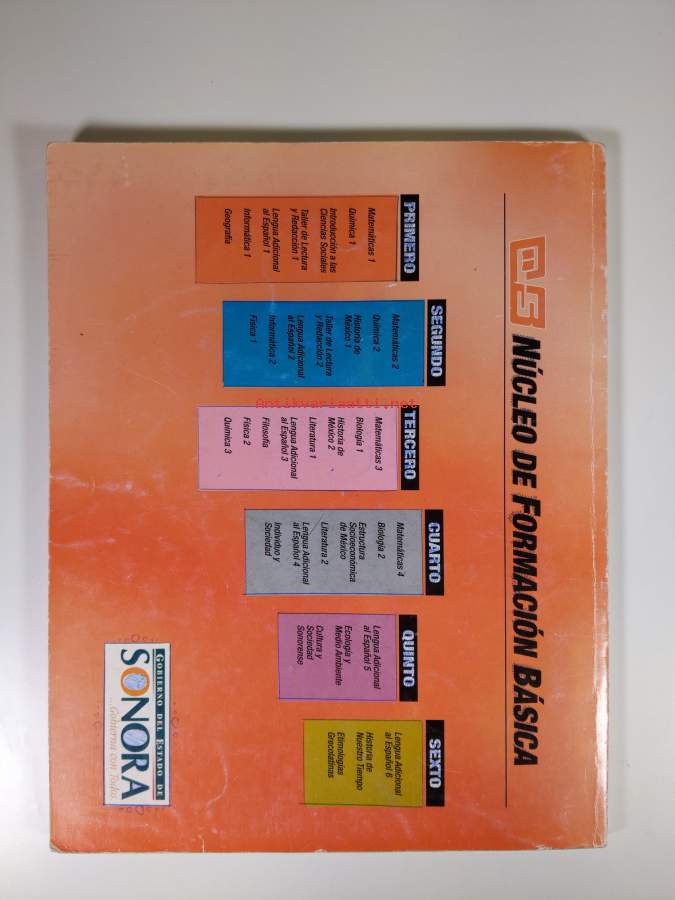 NÚCLEO DE FORMACIÓN BÁSICA
PRIMERO
Matemáticas 1
Química 1
Introducción a las
Ciencias Sociales
Taller de Lectura
y Redacción 1
Lengua Adicional
al Español 1
Informática 1
Geografía
SEGUNDO
Matemáticas 2
Química 2
Historia de
México 1
Taller de Lectura
y Redacción 2
Lengua Adicional
al Español 2
Informática 2
Física 1
TERCERO
Matemáticas 3
Biología 1
Historia de
México 2
Literatura 1
Lengua Adicional
al Español 3
Filosofía
Física 2
Química 3
CUARTO
Matemáticas 4
Biología 2
Estructura
Socioeconómica
de México
Literatura 2
Lengua Adicional
al Español 4
Individuo y
Sociedad
QUINTO
Lengua Adicional
al Español 5
Ecología y
Medio Ambiente
Cultura y
Sociedad
Sonorense
SEXTO
Lengua Adicional
al Español 6
Historia de
Nuestro Tiempo
Etimologías
Grecolatinas
GOBIERNO DEL ESTADO DE
SONORA
...Gobierna con Todos
Antikvariaatti.net